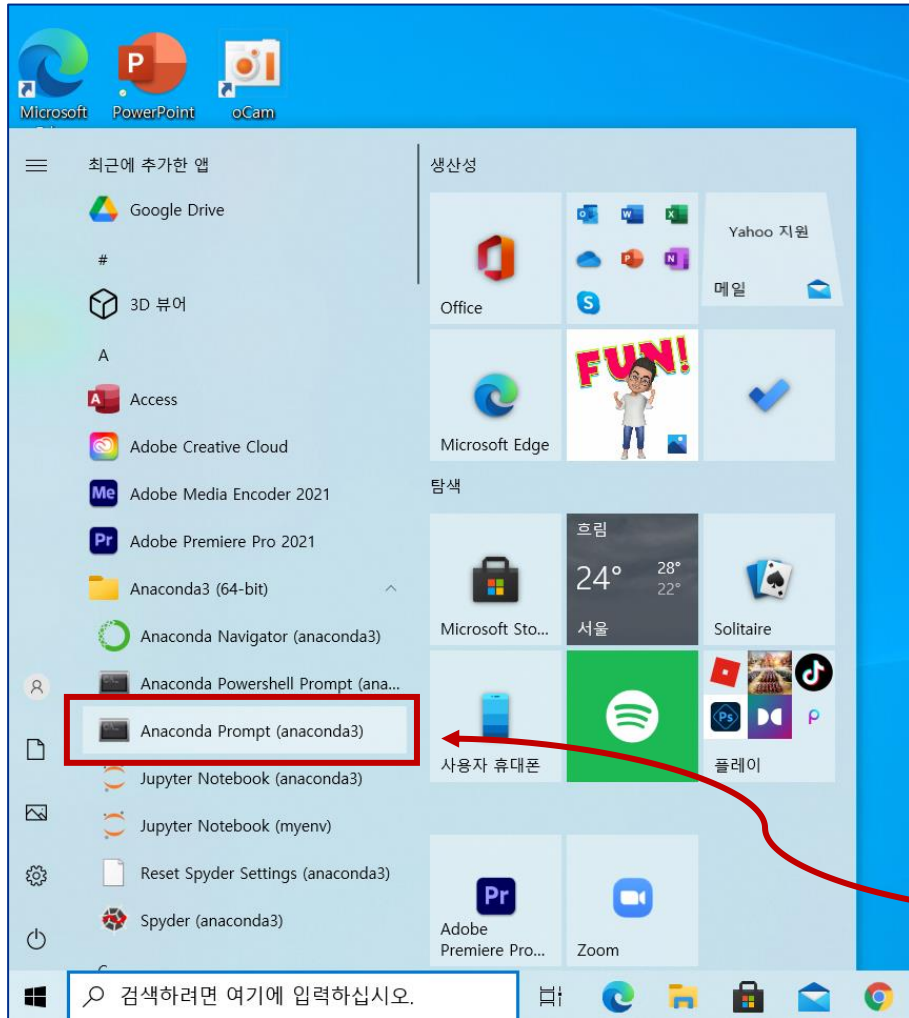 Microsoft
PowerPoint
oCam
최근에 추가한 앱
Google Drive
#
3D 뷰어
A
Access
Adobe Creative Cloud
Adobe Media Encoder 2021
Adobe Premiere Pro 2021
Anaconda3 (64-bit)
Anaconda Navigator (anaconda3)
Anaconda Powershell Prompt (ana...
Anaconda Prompt (anaconda3)
Jupyter Notebook (anaconda3)
Jupyter Notebook (myenv)
Reset Spyder Settings (anaconda3)
Spyder (anaconda3)
생산성
Office
Yahoo 지원
메일
Microsoft Edge
FUN!
탐색
Microsoft Sto...
흐림
24° 28°
22°
서울
Solitaire
사용자 휴대폰
플레이
Adobe
Premiere Pro...
Zoom
검색하려면 여기에 입력하십시오.